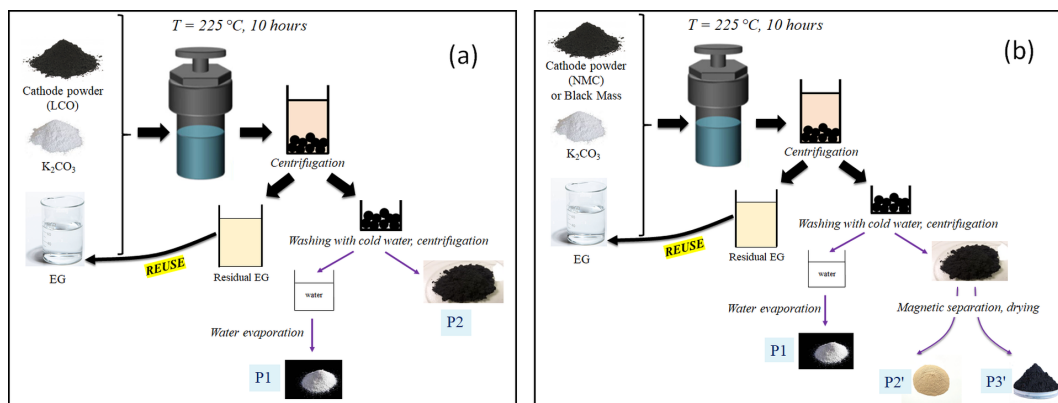 T = 225 °C, 10 hours
(a)
Cathode powder
(LCO)
K₂CO₃
EG
Centrifugation
REUSE
Residual EG
Washing with cold water, centrifugation
water
P2
Water evaporation
P1
T = 225 °C, 10 hours
(b)
Cathode powder
(NMC)
or Black Mass
K₂CO₃
EG
Centrifugation
REUSE
Residual EG
Washing with cold water, centrifugation
water
Water evaporation
Magnetic separation, drying
P1
P2'
P3'